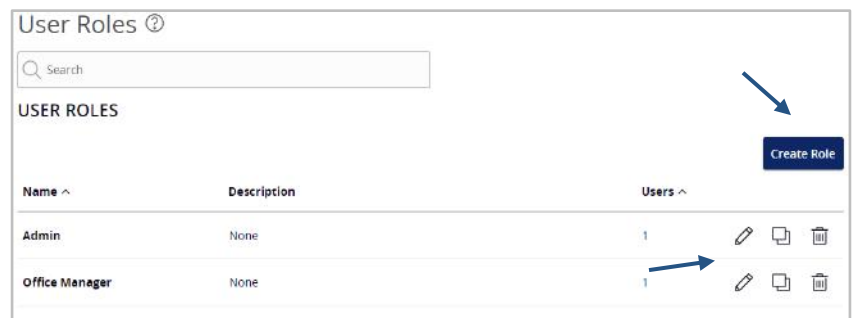 User Roles ?
Search
USER ROLES
Create Role
Name Description Users
Admin None 1
Office Manager None 1